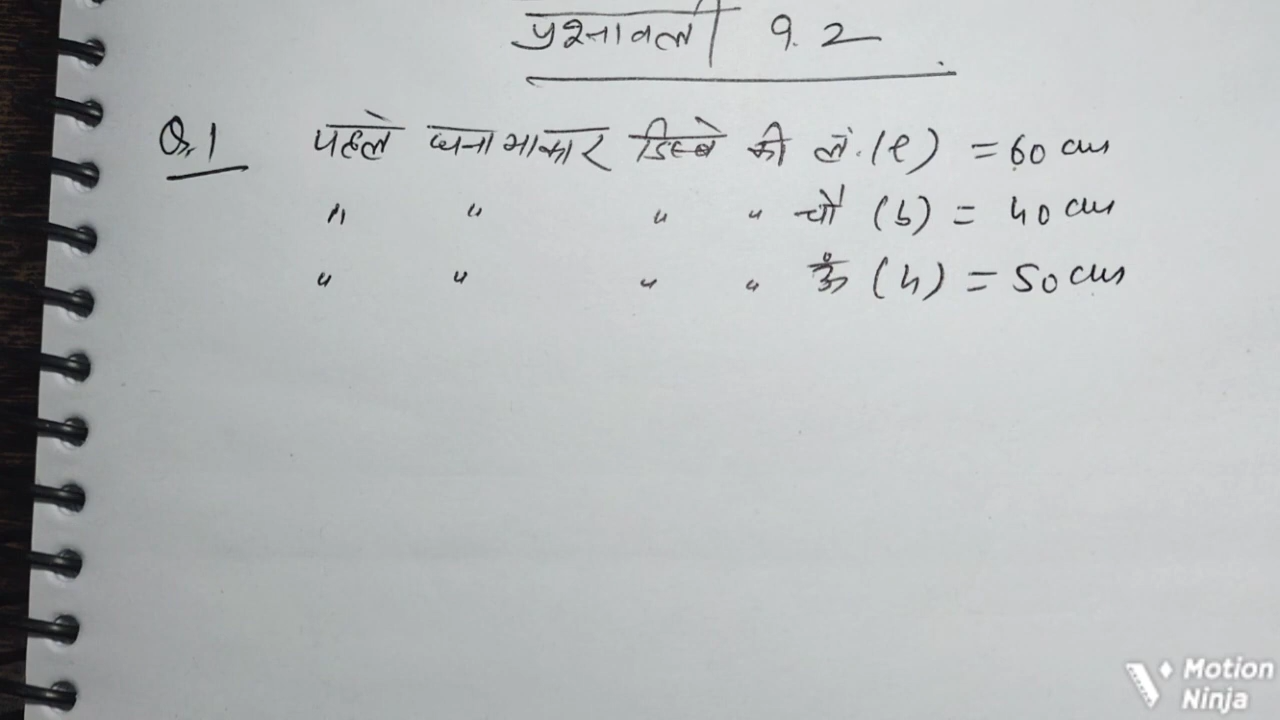 प्रश्नावली 9.2
Q.1 पहले घनाभाकार डिब्बे की लं.(l) = 60 cm
" " " " चौ (b) = 40 cm
" " " " ऊँ (h) = 50 cm
Motion
Ninja